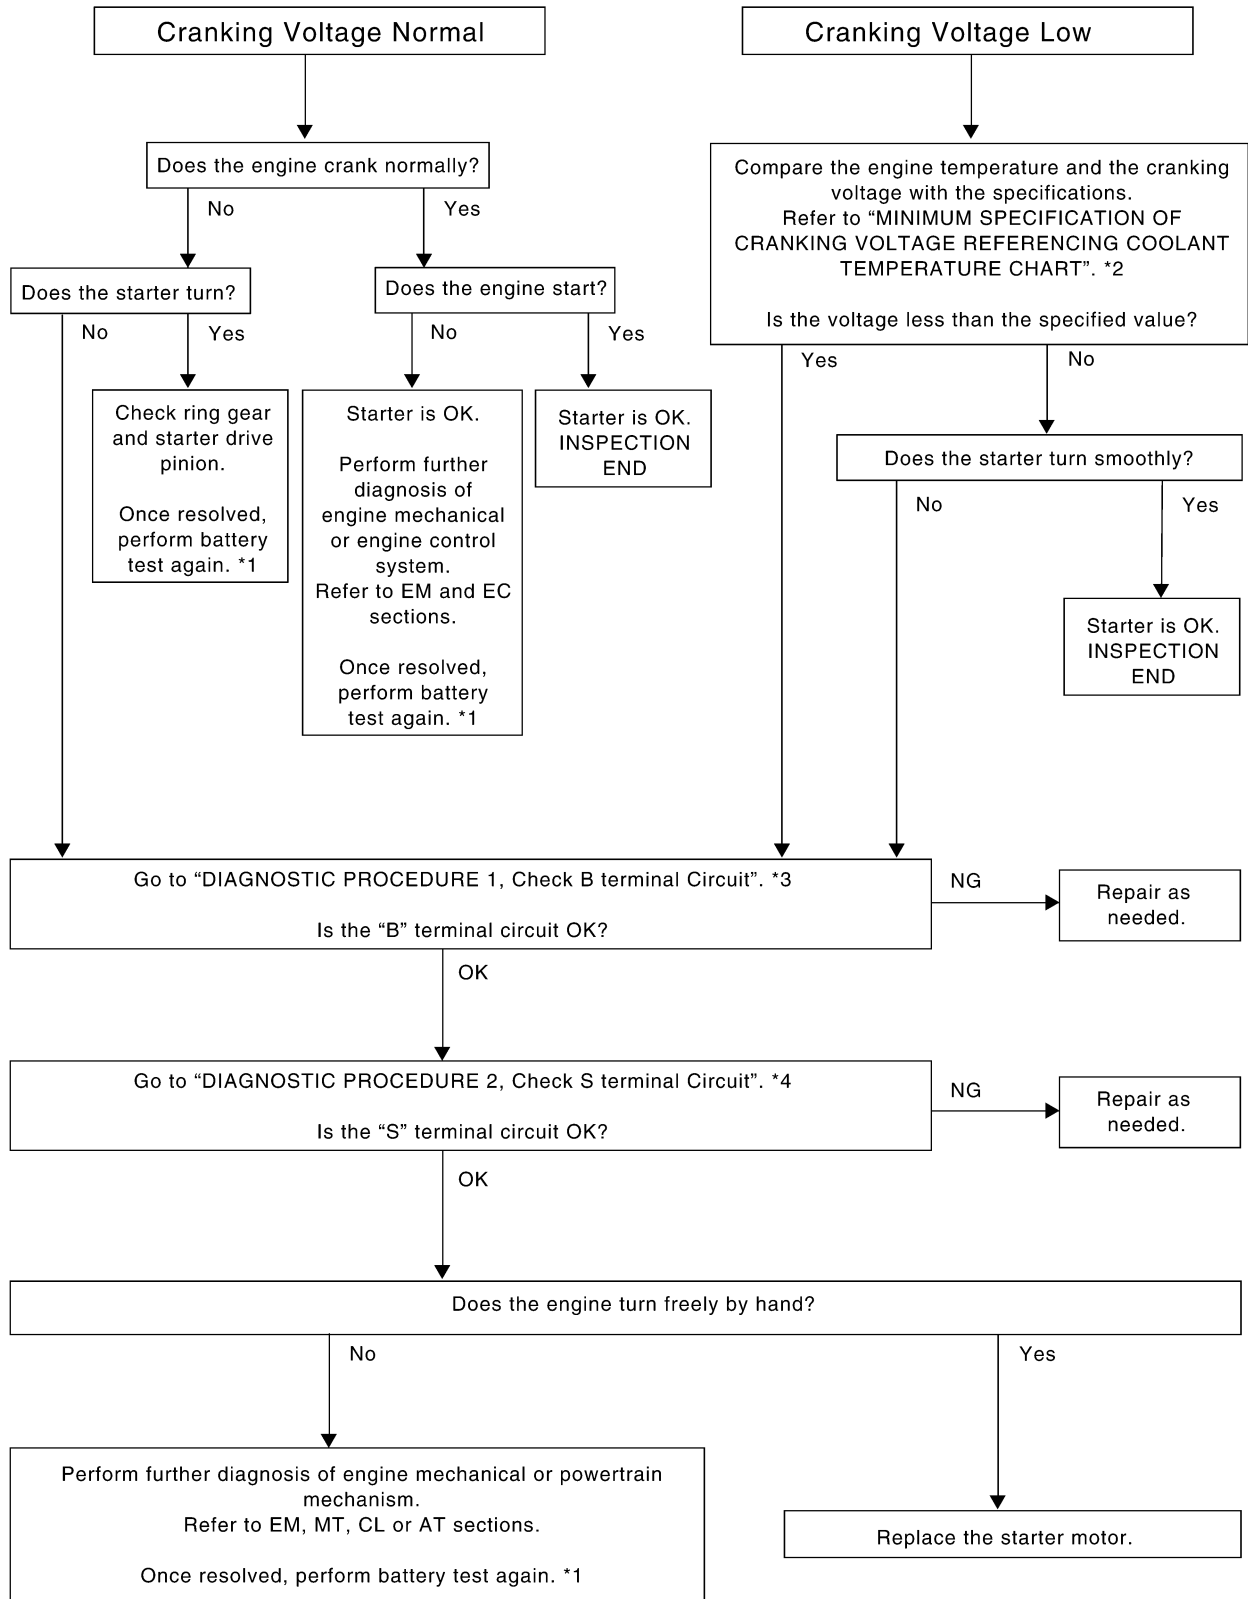 Cranking Voltage Normal
Cranking Voltage Low
Does the engine crank normally?
No
Yes
Does the starter turn?
Does the engine start?
No
Yes
No
Yes
Check ring gear
and starter drive
pinion.
Once resolved,
perform battery
test again. *1
Starter is OK.
Perform further
diagnosis of
engine mechanical
or engine control
system.
Refer to EM and EC
sections.
Once resolved,
perform battery
test again. *1
Starter is OK.
INSPECTION
END
Compare the engine temperature and the cranking
voltage with the specifications.
Refer to “MINIMUM SPECIFICATION OF
CRANKING VOLTAGE REFERENCING COOLANT
TEMPERATURE CHART”. *2
Is the voltage less than the specified value?
Yes
No
Does the starter turn smoothly?
No
Yes
Starter is OK.
INSPECTION
END
Go to “DIAGNOSTIC PROCEDURE 1, Check B terminal Circuit”. *3
Is the “B” terminal circuit OK?
NG
Repair as
needed.
OK
Go to “DIAGNOSTIC PROCEDURE 2, Check S terminal Circuit”. *4
Is the “S” terminal circuit OK?
NG
Repair as
needed.
OK
Does the engine turn freely by hand?
No
Yes
Perform further diagnosis of engine mechanical or powertrain
mechanism.
Refer to EM, MT, CL or AT sections.
Once resolved, perform battery test again. *1
Replace the starter motor.